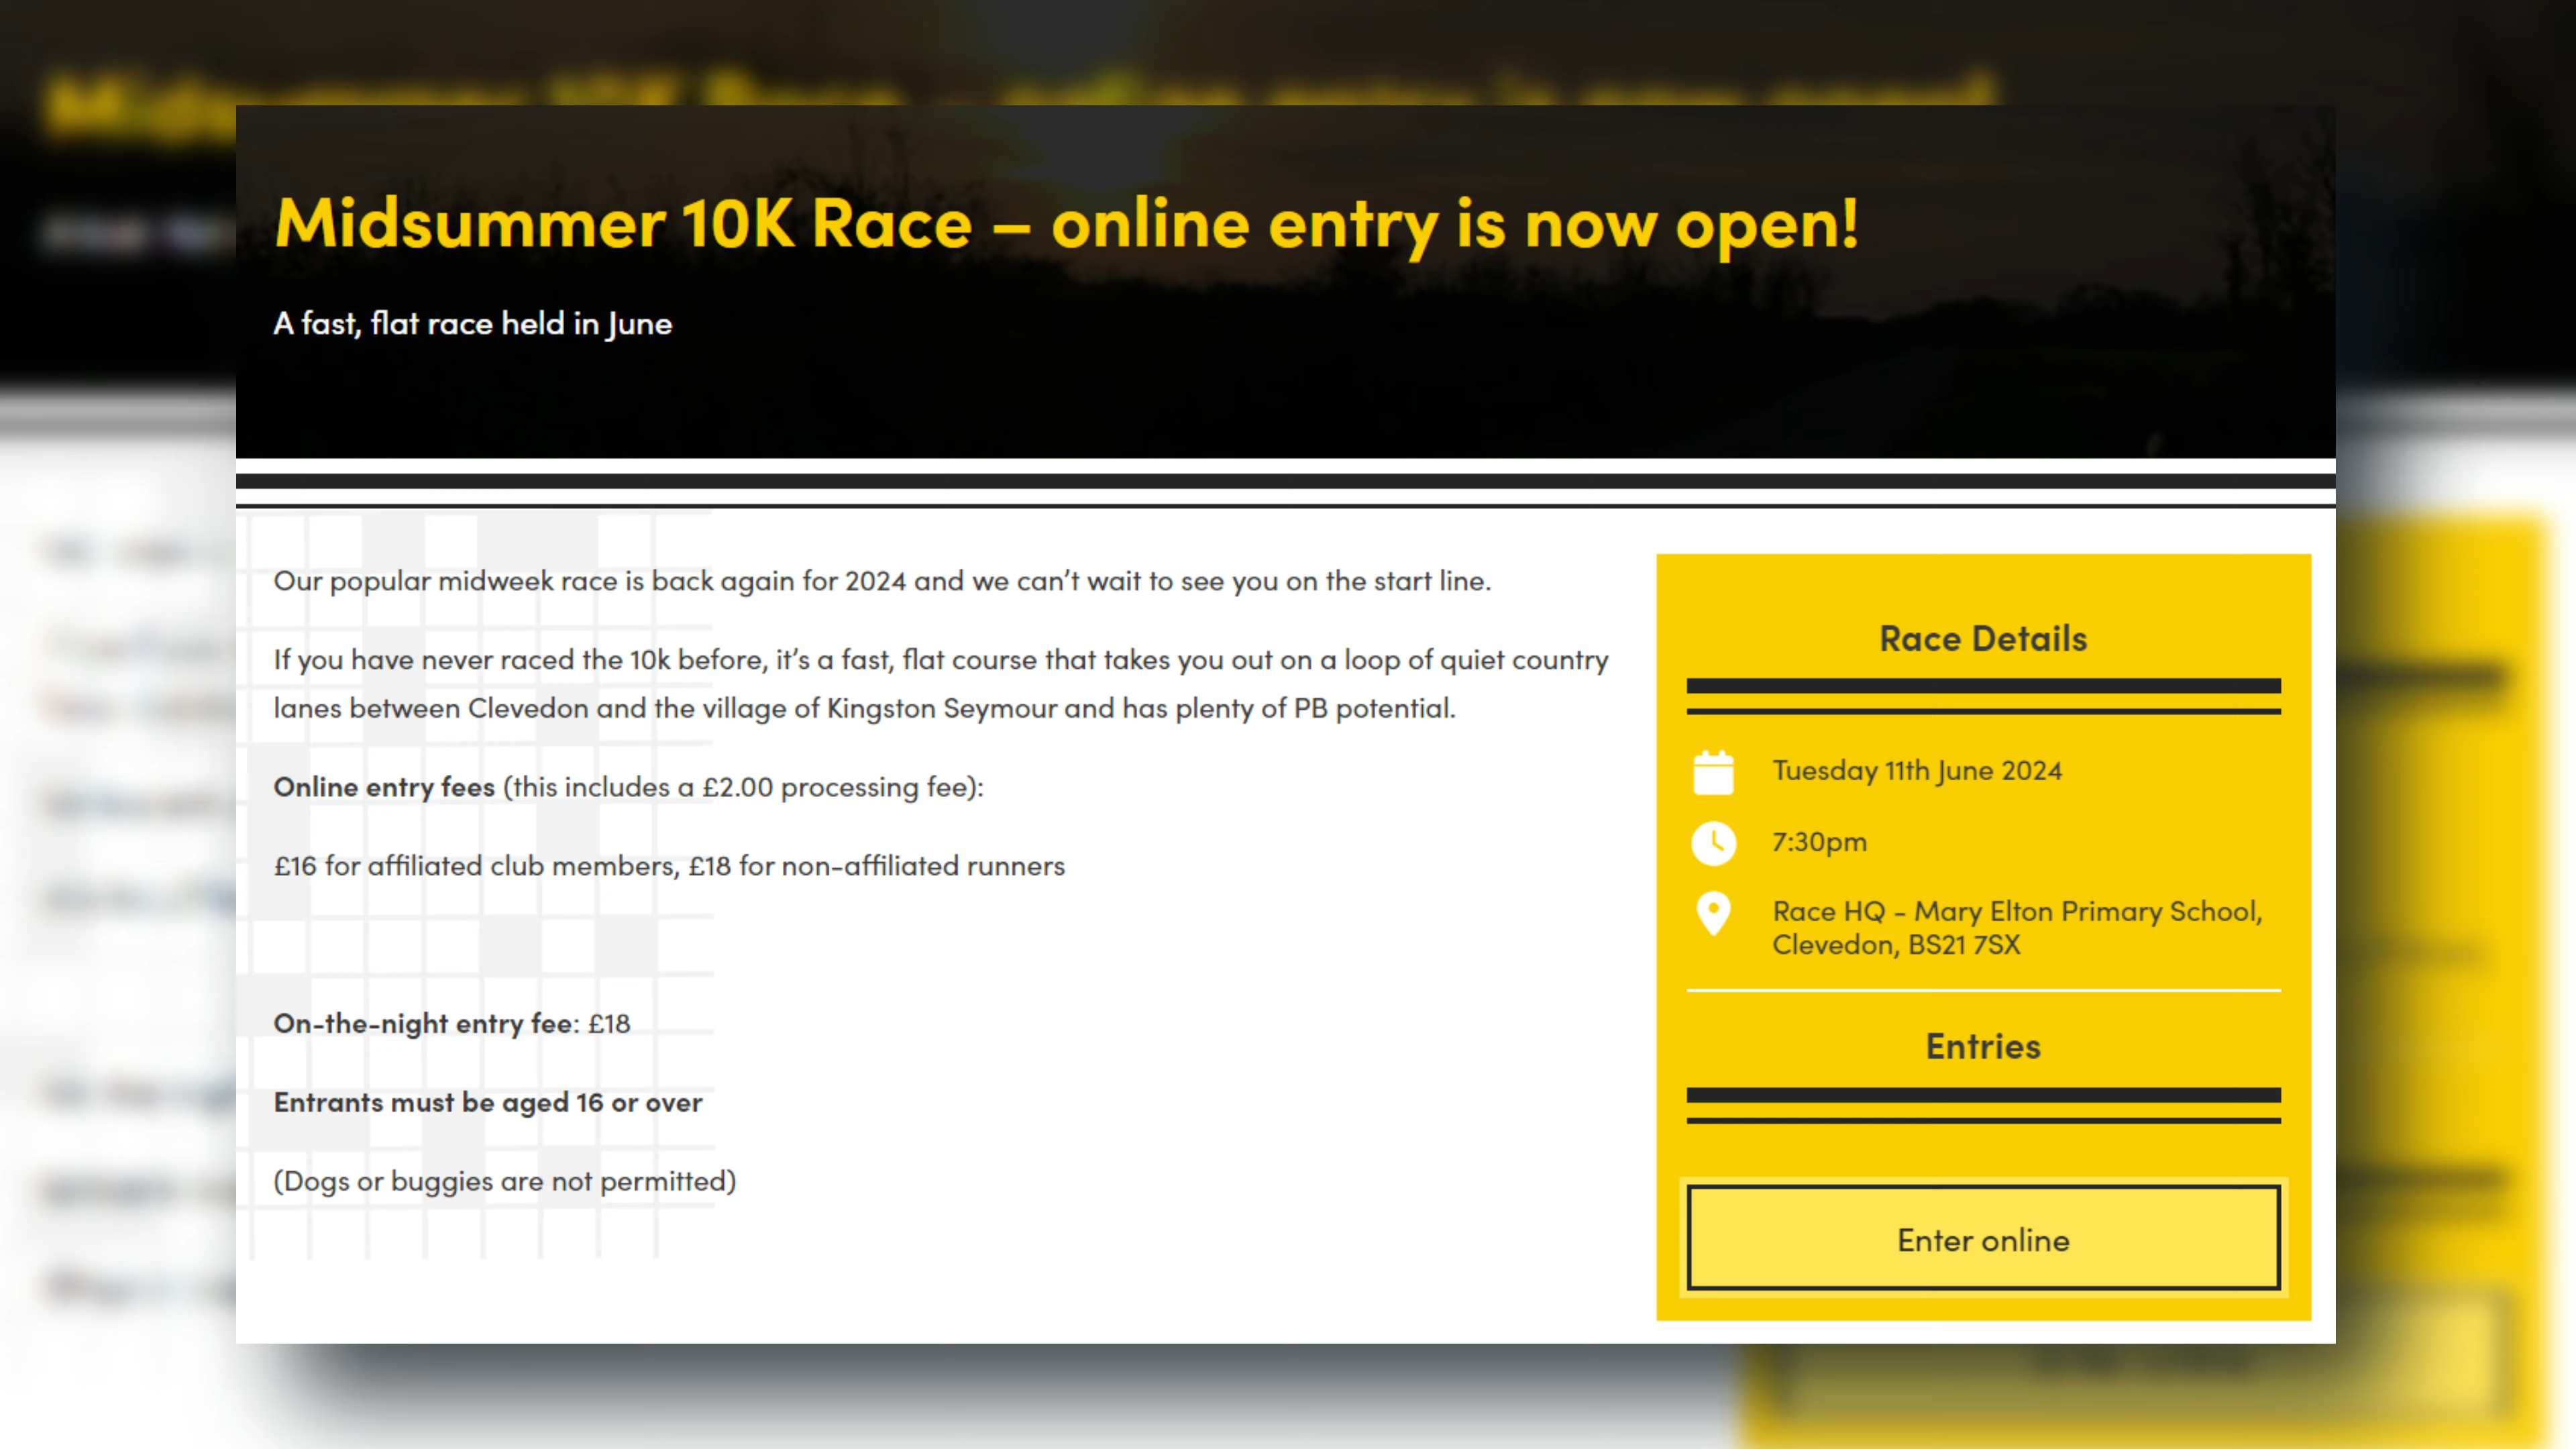 Midsummer 10K Race – online entry is now open!
A fast, flat race held in June
Our popular midweek race is back again for 2024 and we can’t wait to see you on the start line.
If you have never raced the 10k before, it’s a fast, flat course that takes you out on a loop of quiet country
lanes between Clevedon and the village of Kingston Seymour and has plenty of PB potential.
Online entry fees (this includes a £2.00 processing fee):
£16 for affiliated club members, £18 for non-affiliated runners
On-the-night entry fee: £18
Entrants must be aged 16 or over
(Dogs or buggies are not permitted)
Race Details
Tuesday 11th June 2024
7:30pm
Race HQ - Mary Elton Primary School,
Clevedon, BS21 7SX
Entries
Enter online